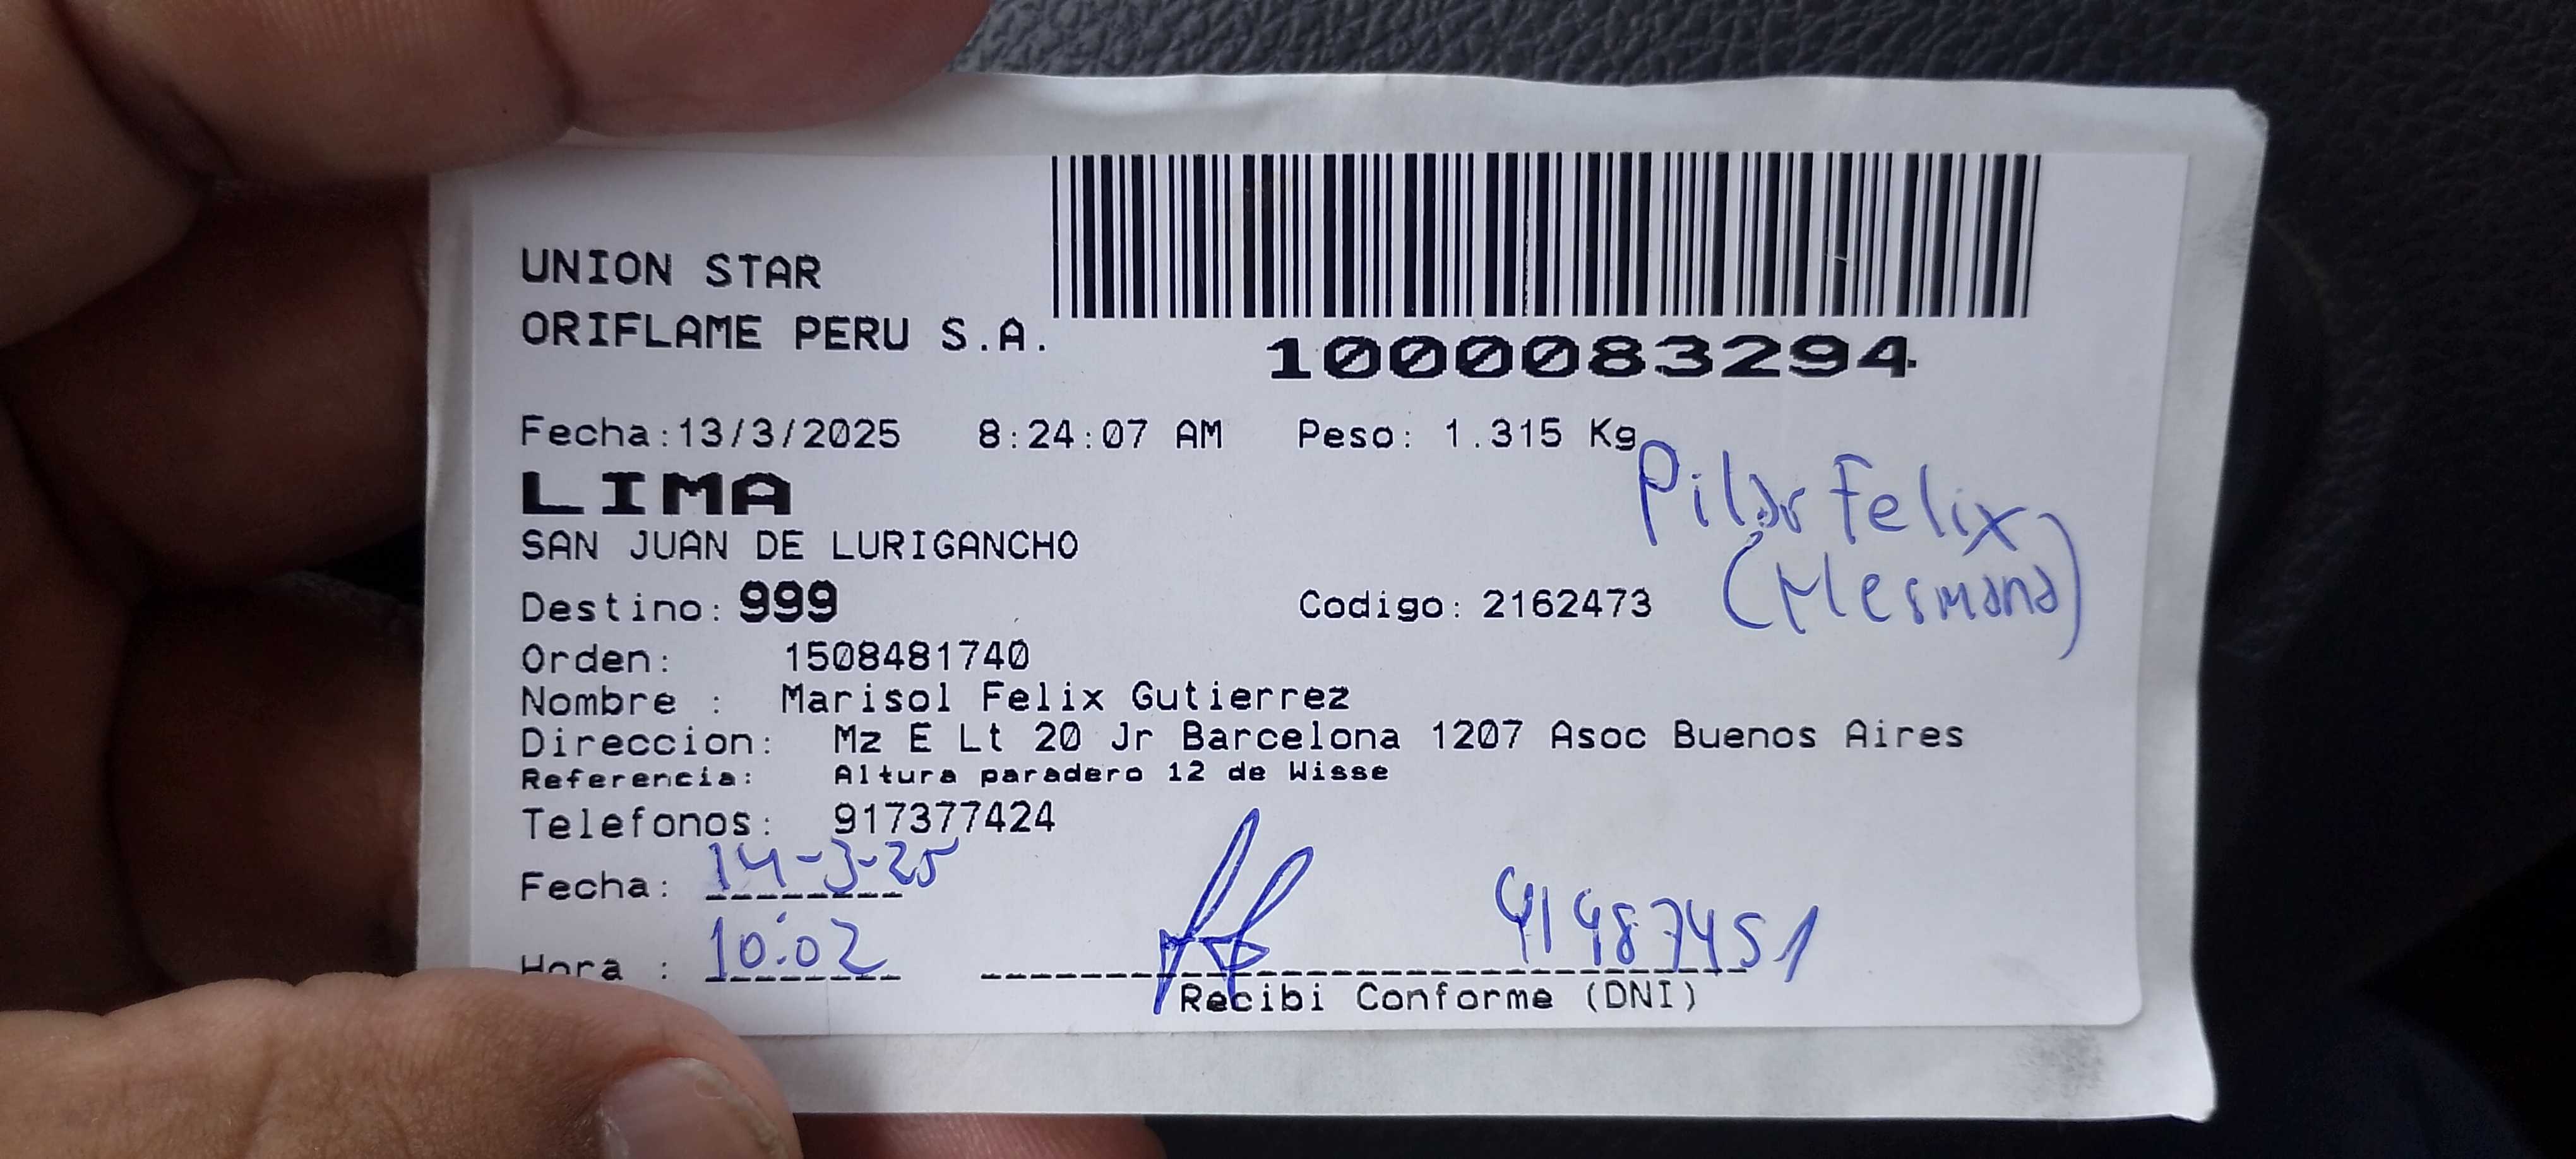 UNION STAR
ORIFLAME PERU S.A.
1000083294
Fecha:13/3/2025 8:24:07 AM Peso: 1.315 Kg
LIMA
Pilar Felix
SAN JUAN DE LURIGANCHO
(Hermana)
Destino: 999 Codigo: 2162473
Orden: 1508481740
Nombre : Marisol Felix Gutierrez
Direccion: Mz E Lt 20 Jr Barcelona 1207 Asoc Buenos Aires
Referencia: Altura paradero 12 de Wisse
Telefonos: 917377424
Fecha: 14-3-25
Hora : 10:02 41487451
Recibi Conforme (DNI)